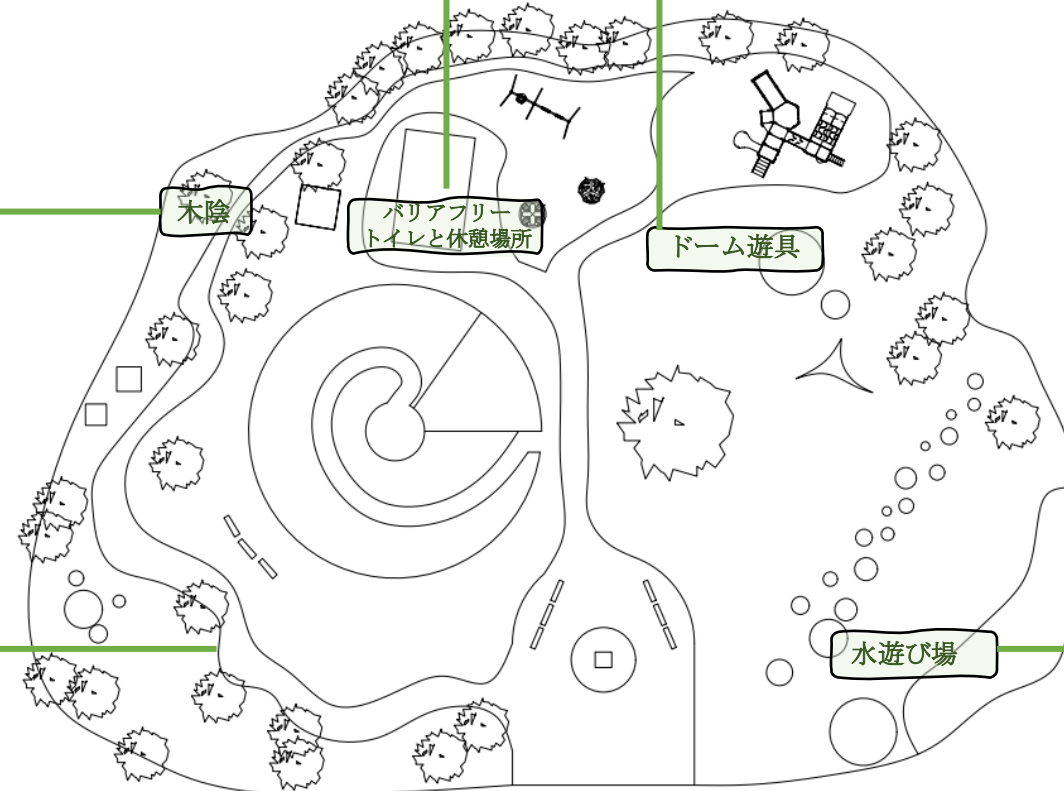 木陰
バリアフリー
トイレと休憩場所
ドーム遊具
水遊び場